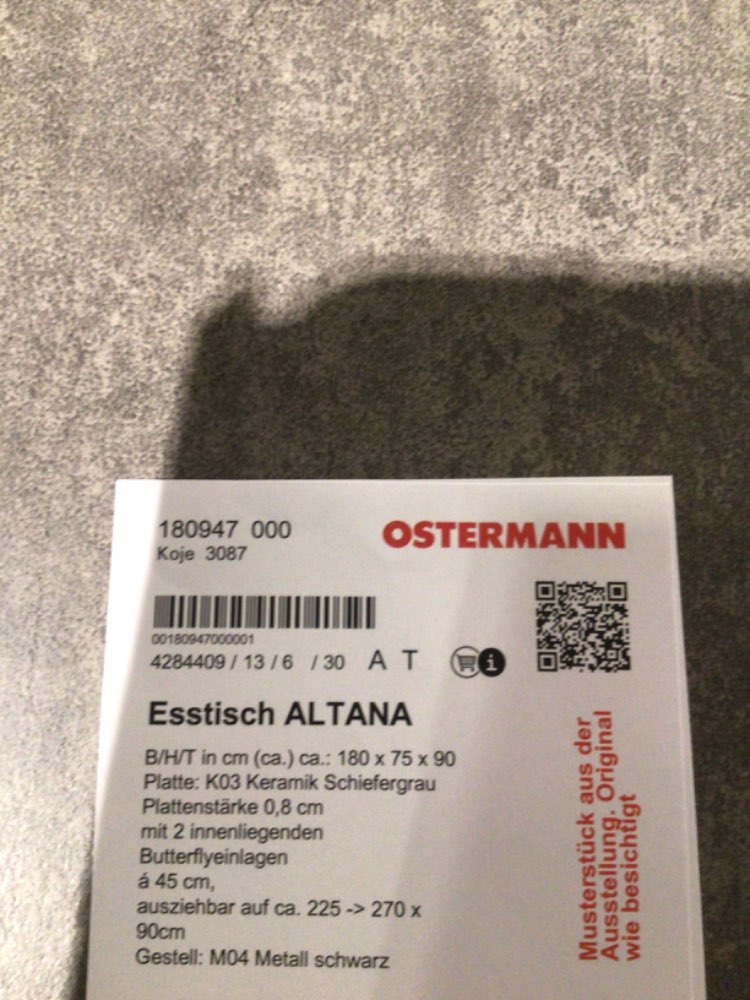 180947 000
Koje 3087
OSTERMANN
00180947000001
4284409 / 13 / 6 / 30 A T
i
Esstisch ALTANA
B/H/T in cm (ca.) ca.: 180 x 75 x 90
Platte: K03 Keramik Schiefergrau
Plattenstärke 0,8 cm
mit 2 innenliegenden
Butterflyeinlagen
á 45 cm,
ausziehbar auf ca. 225 -> 270 x
90cm
Gestell: M04 Metall schwarz
Musterstück aus der
Ausstellung. Original
wie besichtigt